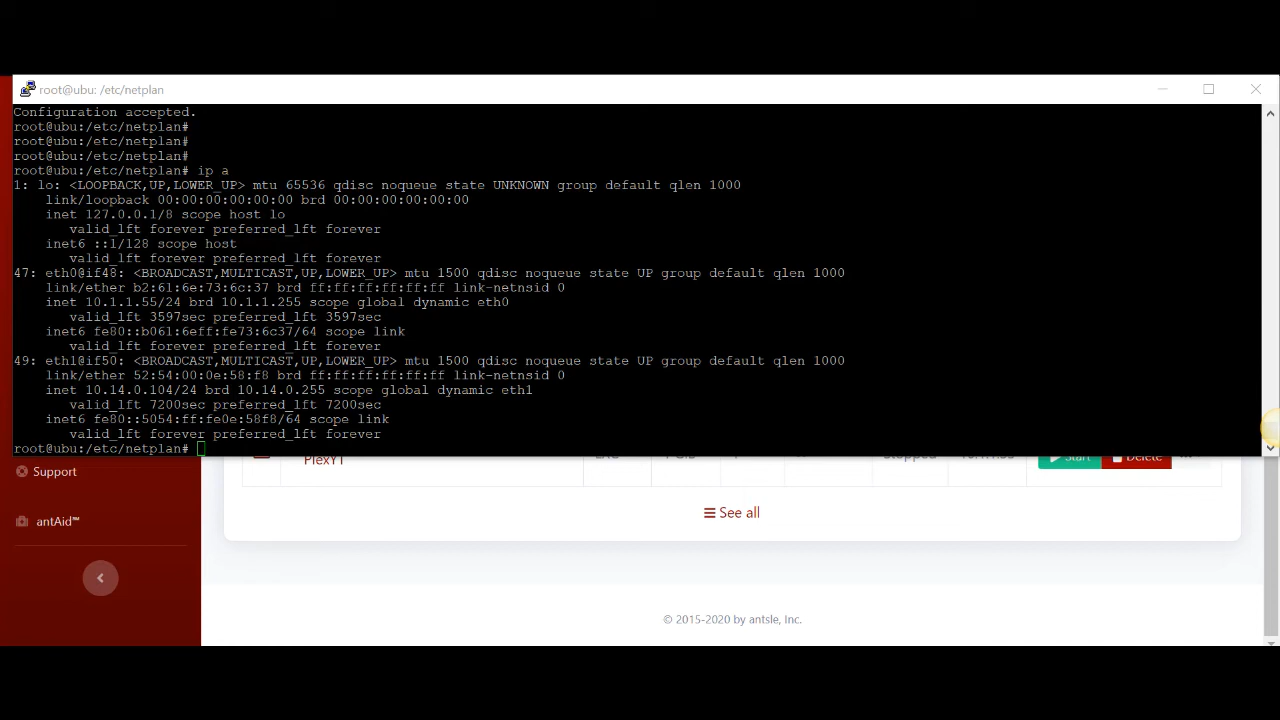 root@ubu: /etc/netplan
Configuration accepted.
root@ubu:/etc/netplan#
root@ubu:/etc/netplan#
root@ubu:/etc/netplan#
root@ubu:/etc/netplan# ip a
1: lo: <LOOPBACK,UP,LOWER_UP> mtu 65536 qdisc noqueue state UNKNOWN group default qlen 1000
    link/loopback 00:00:00:00:00:00 brd 00:00:00:00:00:00
    inet 127.0.0.1/8 scope host lo
       valid_lft forever preferred_lft forever
    inet6 ::1/128 scope host
       valid_lft forever preferred_lft forever
47: eth0@if48: <BROADCAST,MULTICAST,UP,LOWER_UP> mtu 1500 qdisc noqueue state UP group default qlen 1000
    link/ether b2:61:6e:73:6c:37 brd ff:ff:ff:ff:ff:ff link-netnsid 0
    inet 10.1.1.55/24 brd 10.1.1.255 scope global dynamic eth0
       valid_lft 3597sec preferred_lft 3597sec
    inet6 fe80::b061:6eff:fe73:6c37/64 scope link
       valid_lft forever preferred_lft forever
49: eth1@if50: <BROADCAST,MULTICAST,UP,LOWER_UP> mtu 1500 qdisc noqueue state UP group default qlen 1000
    link/ether 52:54:00:0e:58:f8 brd ff:ff:ff:ff:ff:ff link-netnsid 0
    inet 10.14.0.104/24 brd 10.14.0.255 scope global dynamic eth1
       valid_lft 7200sec preferred_lft 7200sec
    inet6 fe80::5054:ff:fe0e:58f8/64 scope link
       valid_lft forever preferred_lft forever
root@ubu:/etc/netplan#
PlexYT Stopped Start Delete
Support
See all
antAid™
© 2015-2020 by antsle, Inc.